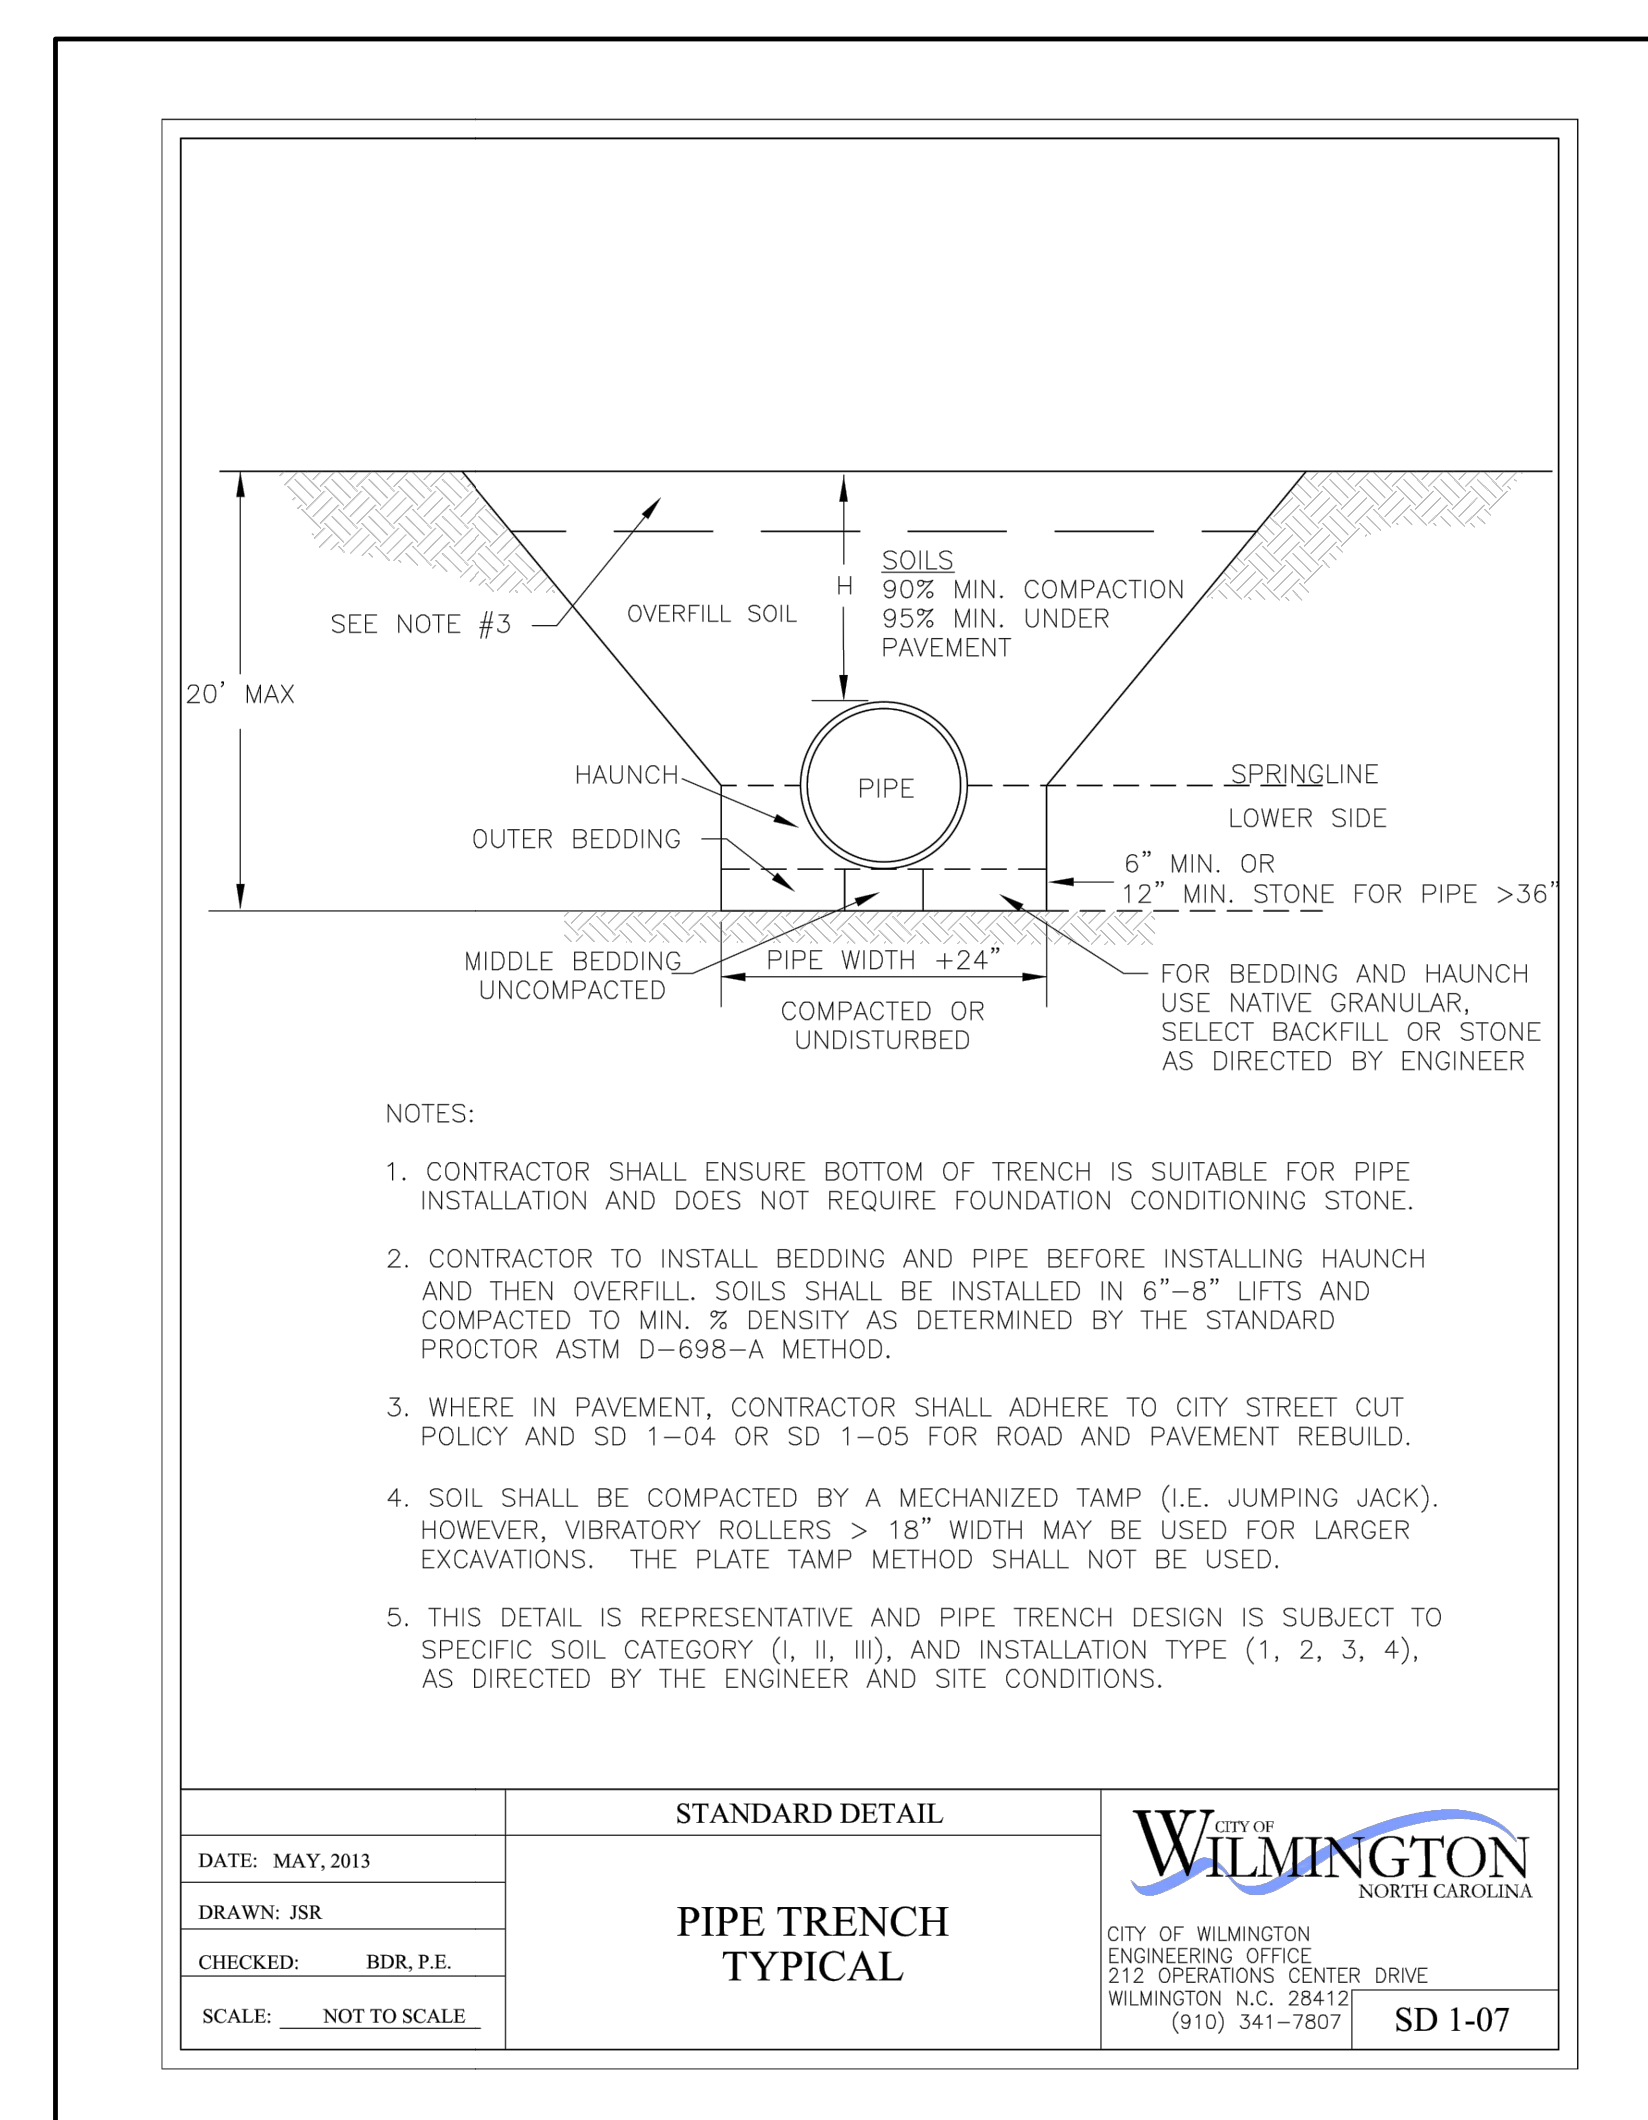 SOILS
90% MIN. COMPACTION
95% MIN. UNDER
PAVEMENT
H
OVERFILL SOIL
SEE NOTE #3
20' MAX
HAUNCH
PIPE
SPRINGLINE
LOWER SIDE
OUTER BEDDING
6" MIN. OR
12" MIN. STONE FOR PIPE >36"
MIDDLE BEDDING
UNCOMPACTED
PIPE WIDTH +24"
COMPACTED OR
UNDISTURBED
FOR BEDDING AND HAUNCH
USE NATIVE GRANULAR,
SELECT BACKFILL OR STONE
AS DIRECTED BY ENGINEER
NOTES:
1. CONTRACTOR SHALL ENSURE BOTTOM OF TRENCH IS SUITABLE FOR PIPE
INSTALLATION AND DOES NOT REQUIRE FOUNDATION CONDITIONING STONE.
2. CONTRACTOR TO INSTALL BEDDING AND PIPE BEFORE INSTALLING HAUNCH
AND THEN OVERFILL. SOILS SHALL BE INSTALLED IN 6"-8" LIFTS AND
COMPACTED TO MIN. % DENSITY AS DETERMINED BY THE STANDARD
PROCTOR ASTM D-698-A METHOD.
3. WHERE IN PAVEMENT, CONTRACTOR SHALL ADHERE TO CITY STREET CUT
POLICY AND SD 1-04 OR SD 1-05 FOR ROAD AND PAVEMENT REBUILD.
4. SOIL SHALL BE COMPACTED BY A MECHANIZED TAMP (I.E. JUMPING JACK).
HOWEVER, VIBRATORY ROLLERS > 18" WIDTH MAY BE USED FOR LARGER
EXCAVATIONS. THE PLATE TAMP METHOD SHALL NOT BE USED.
5. THIS DETAIL IS REPRESENTATIVE AND PIPE TRENCH DESIGN IS SUBJECT TO
SPECIFIC SOIL CATEGORY (I, II, III), AND INSTALLATION TYPE (1, 2, 3, 4),
AS DIRECTED BY THE ENGINEER AND SITE CONDITIONS.
DATE: MAY, 2013
DRAWN: JSR
CHECKED: BDR, P.E.
SCALE: NOT TO SCALE
STANDARD DETAIL
PIPE TRENCH
TYPICAL
CITY OF
WILMINGTON
NORTH CAROLINA
CITY OF WILMINGTON
ENGINEERING OFFICE
212 OPERATIONS CENTER DRIVE
WILMINGTON N.C. 28412
(910) 341-7807
SD 1-07